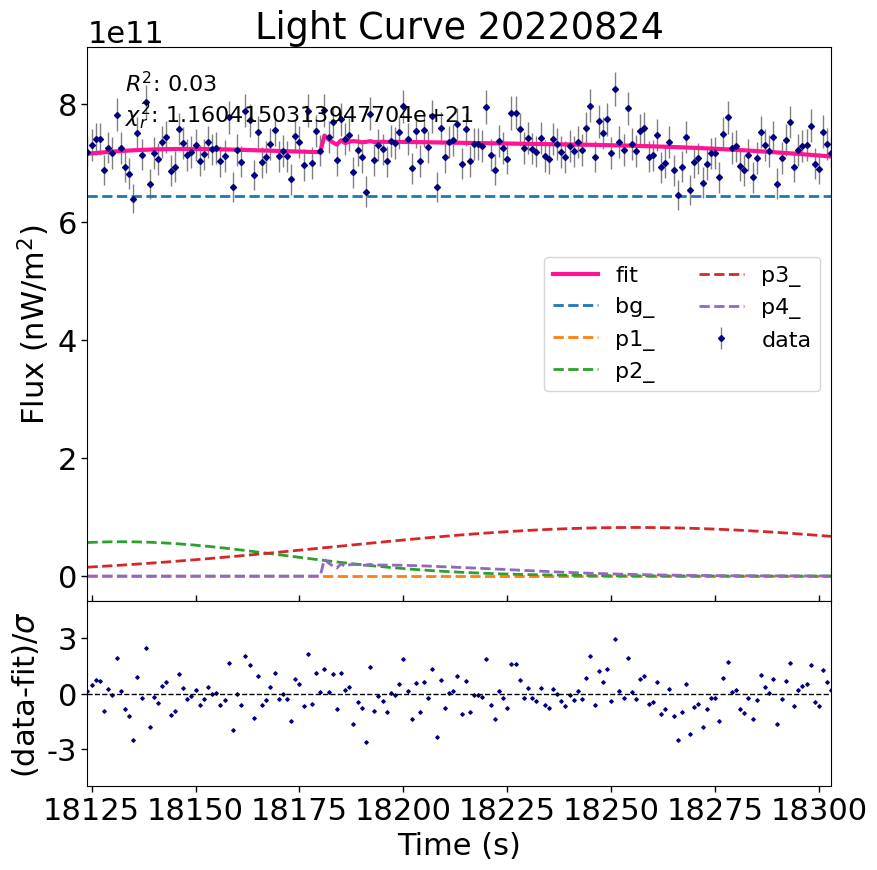 Light Curve 20220824
1e11
R²: 0.03
χ²ᵣ: 1.1604150313947704e+21
8
6
4
2
0
Flux (nW/m²)
fit
bg_
p1_
p2_
p3_
p4_
data
3
0
-3
(data-fit)/σ
18125 18150 18175 18200 18225 18250 18275 18300
Time (s)